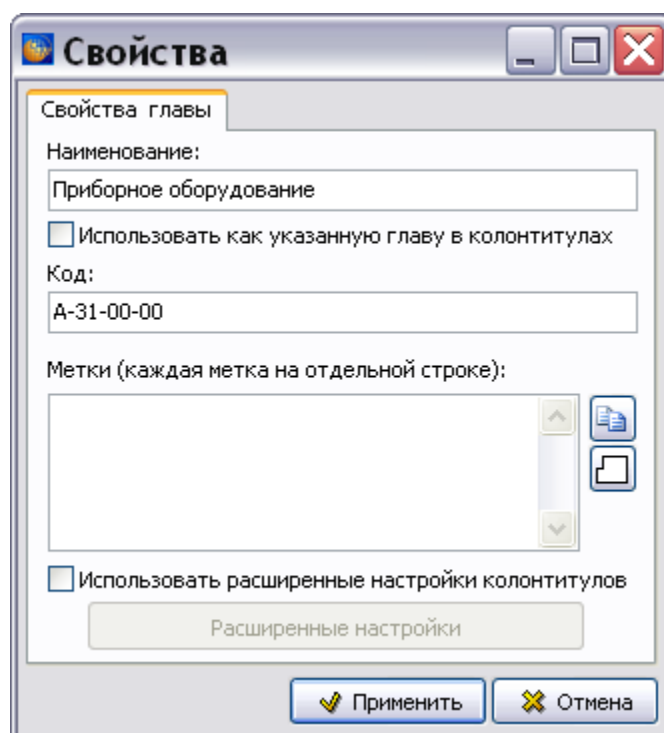 Свойства
Свойства главы
Наименование:
Приборное оборудование
Использовать как указанную главу в колонтитулах
Код:
А-31-00-00
Метки (каждая метка на отдельной строке):
Использовать расширенные настройки колонтитулов
Расширенные настройки
Применить
Отмена